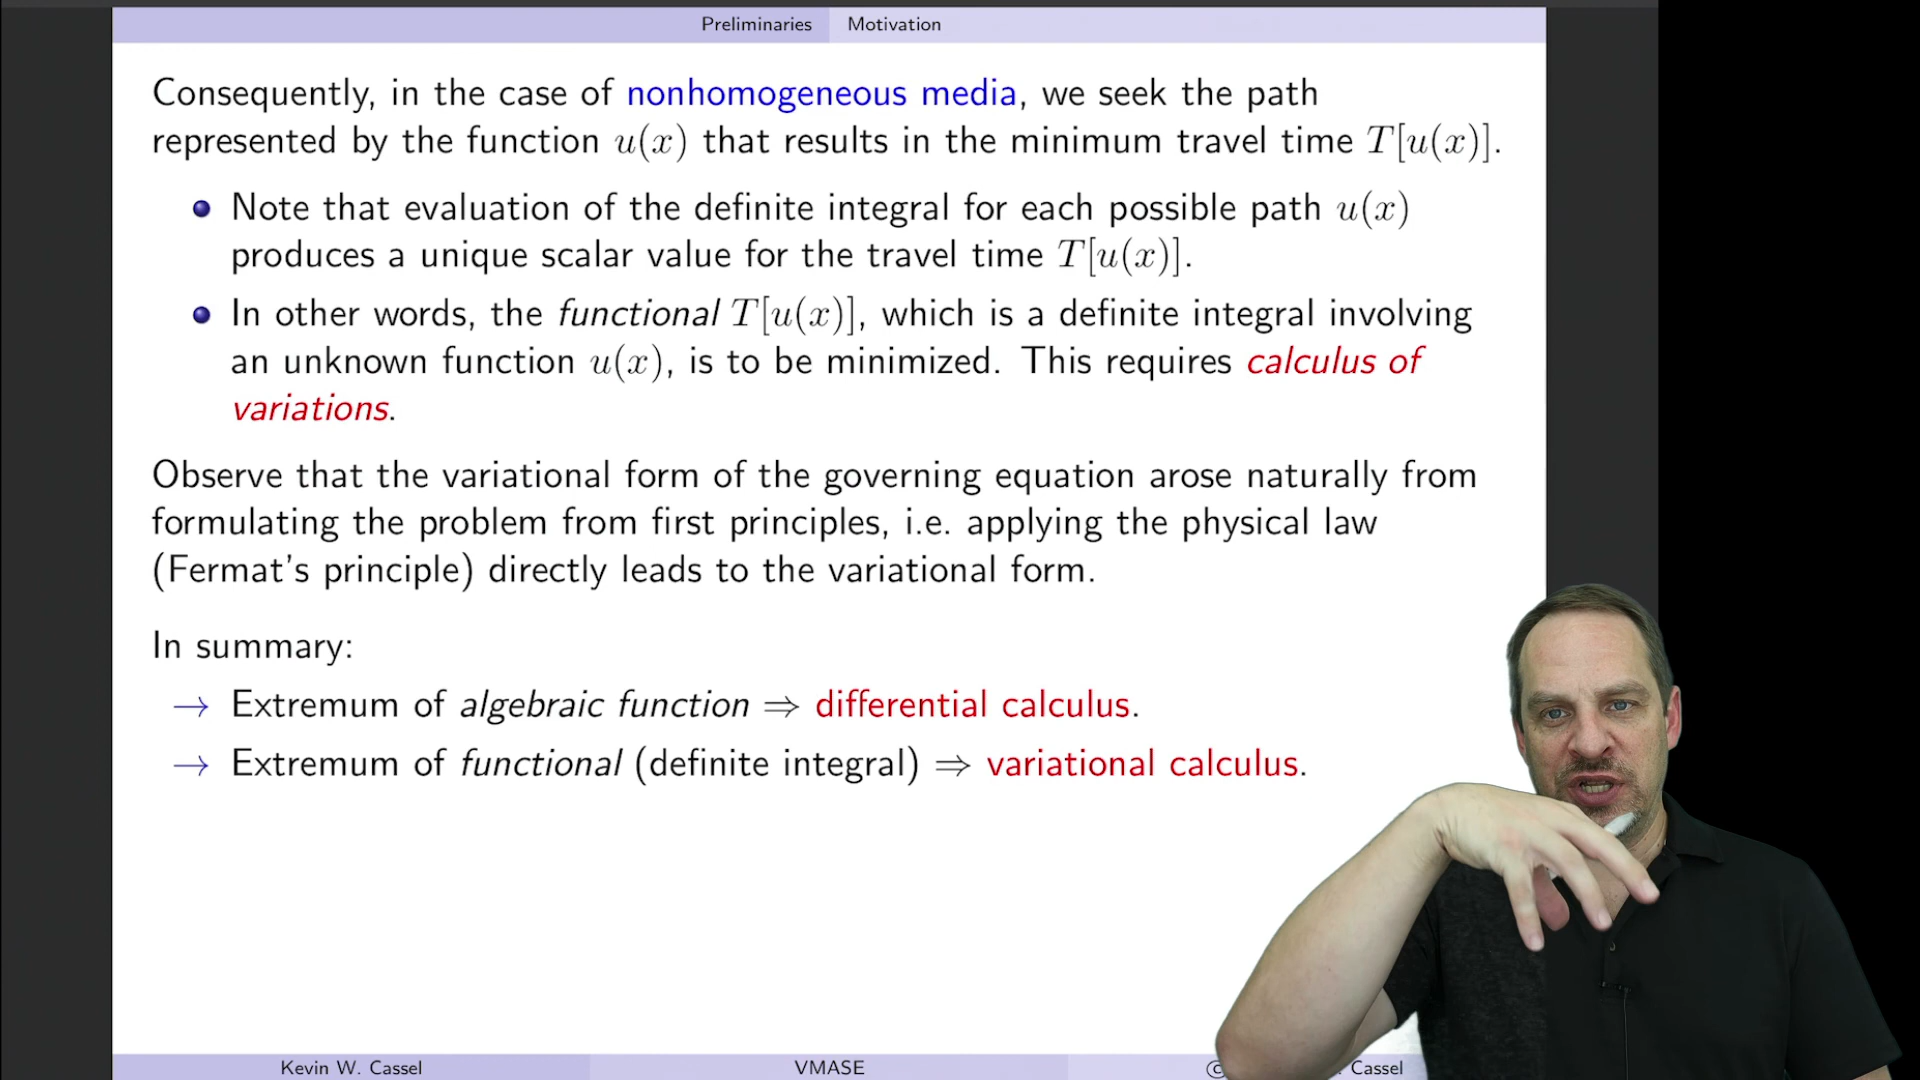 Preliminaries Motivation
Consequently, in the case of nonhomogeneous media, we seek the path
represented by the function u(x) that results in the minimum travel time T[u(x)].
Note that evaluation of the definite integral for each possible path u(x)
produces a unique scalar value for the travel time T[u(x)].
In other words, the functional T[u(x)], which is a definite integral involving
an unknown function u(x), is to be minimized. This requires calculus of
variations.
Observe that the variational form of the governing equation arose naturally from
formulating the problem from first principles, i.e. applying the physical law
(Fermat's principle) directly leads to the variational form.
In summary:
→ Extremum of algebraic function ⇒ differential calculus.
→ Extremum of functional (definite integral) ⇒ variational calculus.
Kevin W. Cassel VMASE © Cassel